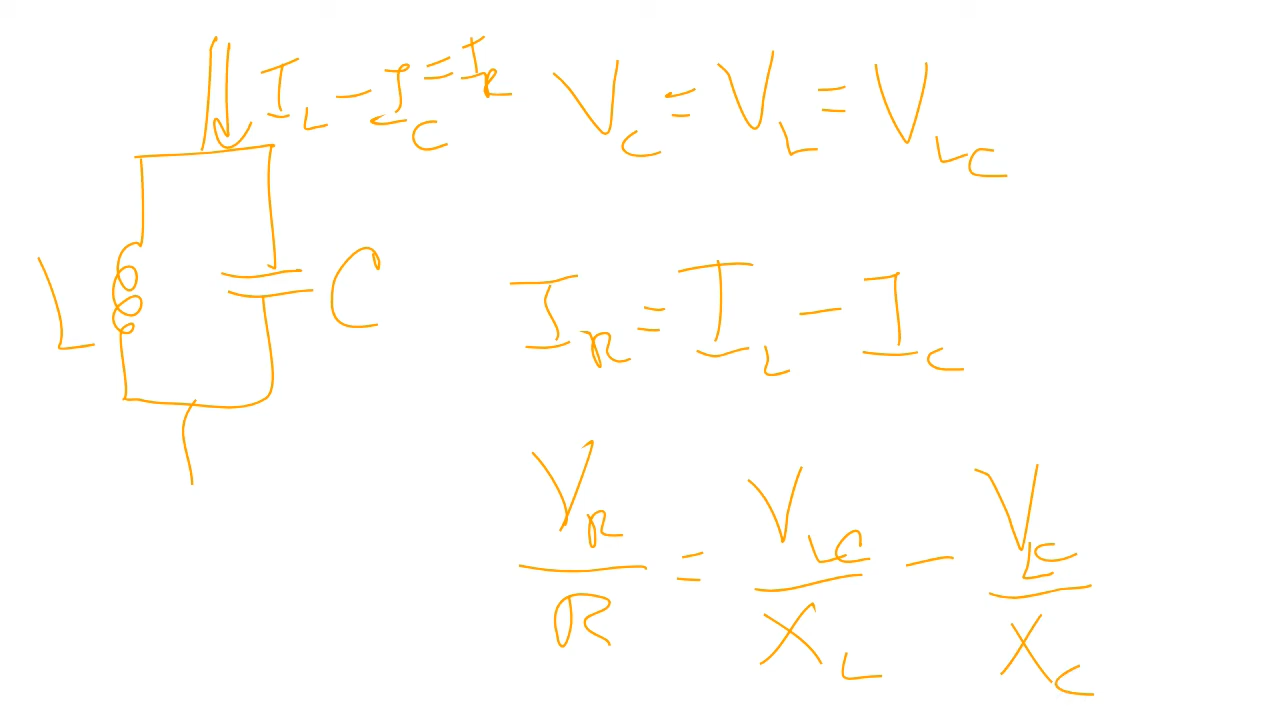 I_L - I_C = I_R
V_C = V_L = V_LC
L
C
I_R = I_L - I_C
V_R / R = V_LC / X_L - V_LC / X_C